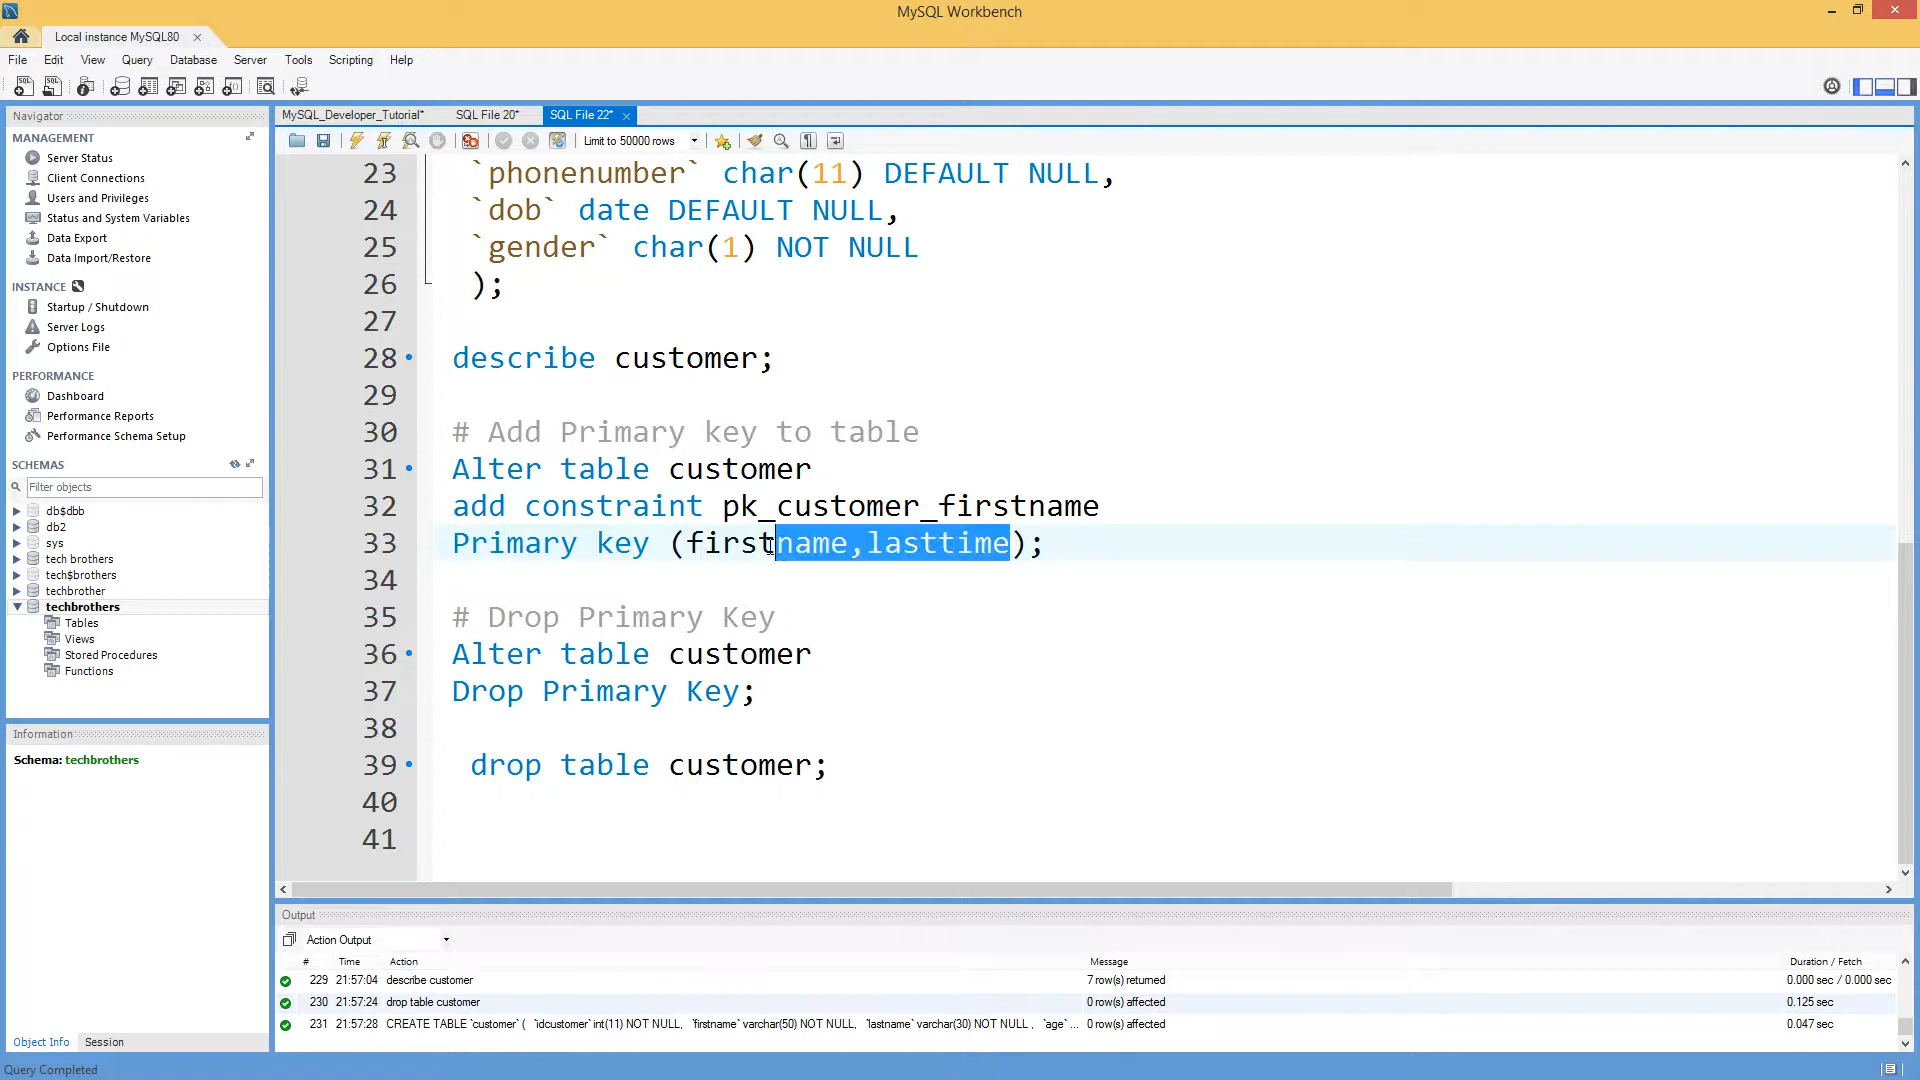 MySQL Workbench
Local instance MySQL80
File Edit View Query Database Server Tools Scripting Help
Navigator
MANAGEMENT
Server Status
Client Connections
Users and Privileges
Status and System Variables
Data Export
Data Import/Restore
INSTANCE
Startup / Shutdown
Server Logs
Options File
PERFORMANCE
Dashboard
Performance Reports
Performance Schema Setup
SCHEMAS
Filter objects
db$dbb
db2
sys
tech brothers
tech$brothers
techbrother
techbrothers
Tables
Views
Stored Procedures
Functions
Information
Schema: techbrothers
Object Info Session
Query Completed
MySQL_Developer_Tutorial* SQL File 20* SQL File 22*
Limit to 50000 rows
23 `phonenumber` char(11) DEFAULT NULL,
24 `dob` date DEFAULT NULL,
25 `gender` char(1) NOT NULL
26 );
27
28 describe customer;
29
30 # Add Primary key to table
31 Alter table customer
32 add constraint pk_customer_firstname
33 Primary key (firstname,lasttime);
34
35 # Drop Primary Key
36 Alter table customer
37 Drop Primary Key;
38
39 drop table customer;
40
41
Output
Action Output
# Time Action Message Duration / Fetch
229 21:57:04 describe customer 7 row(s) returned 0.000 sec / 0.000 sec
230 21:57:24 drop table customer 0 row(s) affected 0.125 sec
231 21:57:28 CREATE TABLE `customer` ( `idcustomer` int(11) NOT NULL, `firstname` varchar(50) NOT NULL, `lastname` varchar(30) NOT NULL , `age` ... 0 row(s) affected 0.047 sec